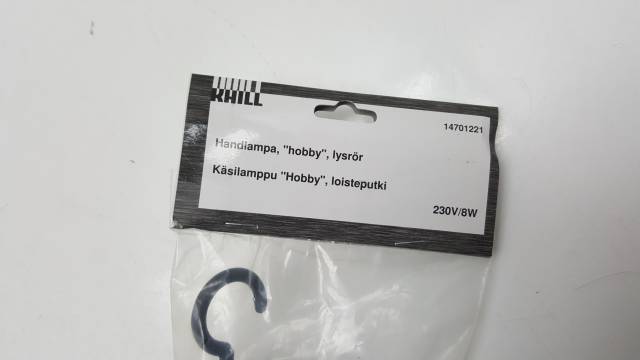 KHILL
14701221
Handlampa, "hobby", lysrör
Käsilamppu "Hobby", loisteputki
230V/8W